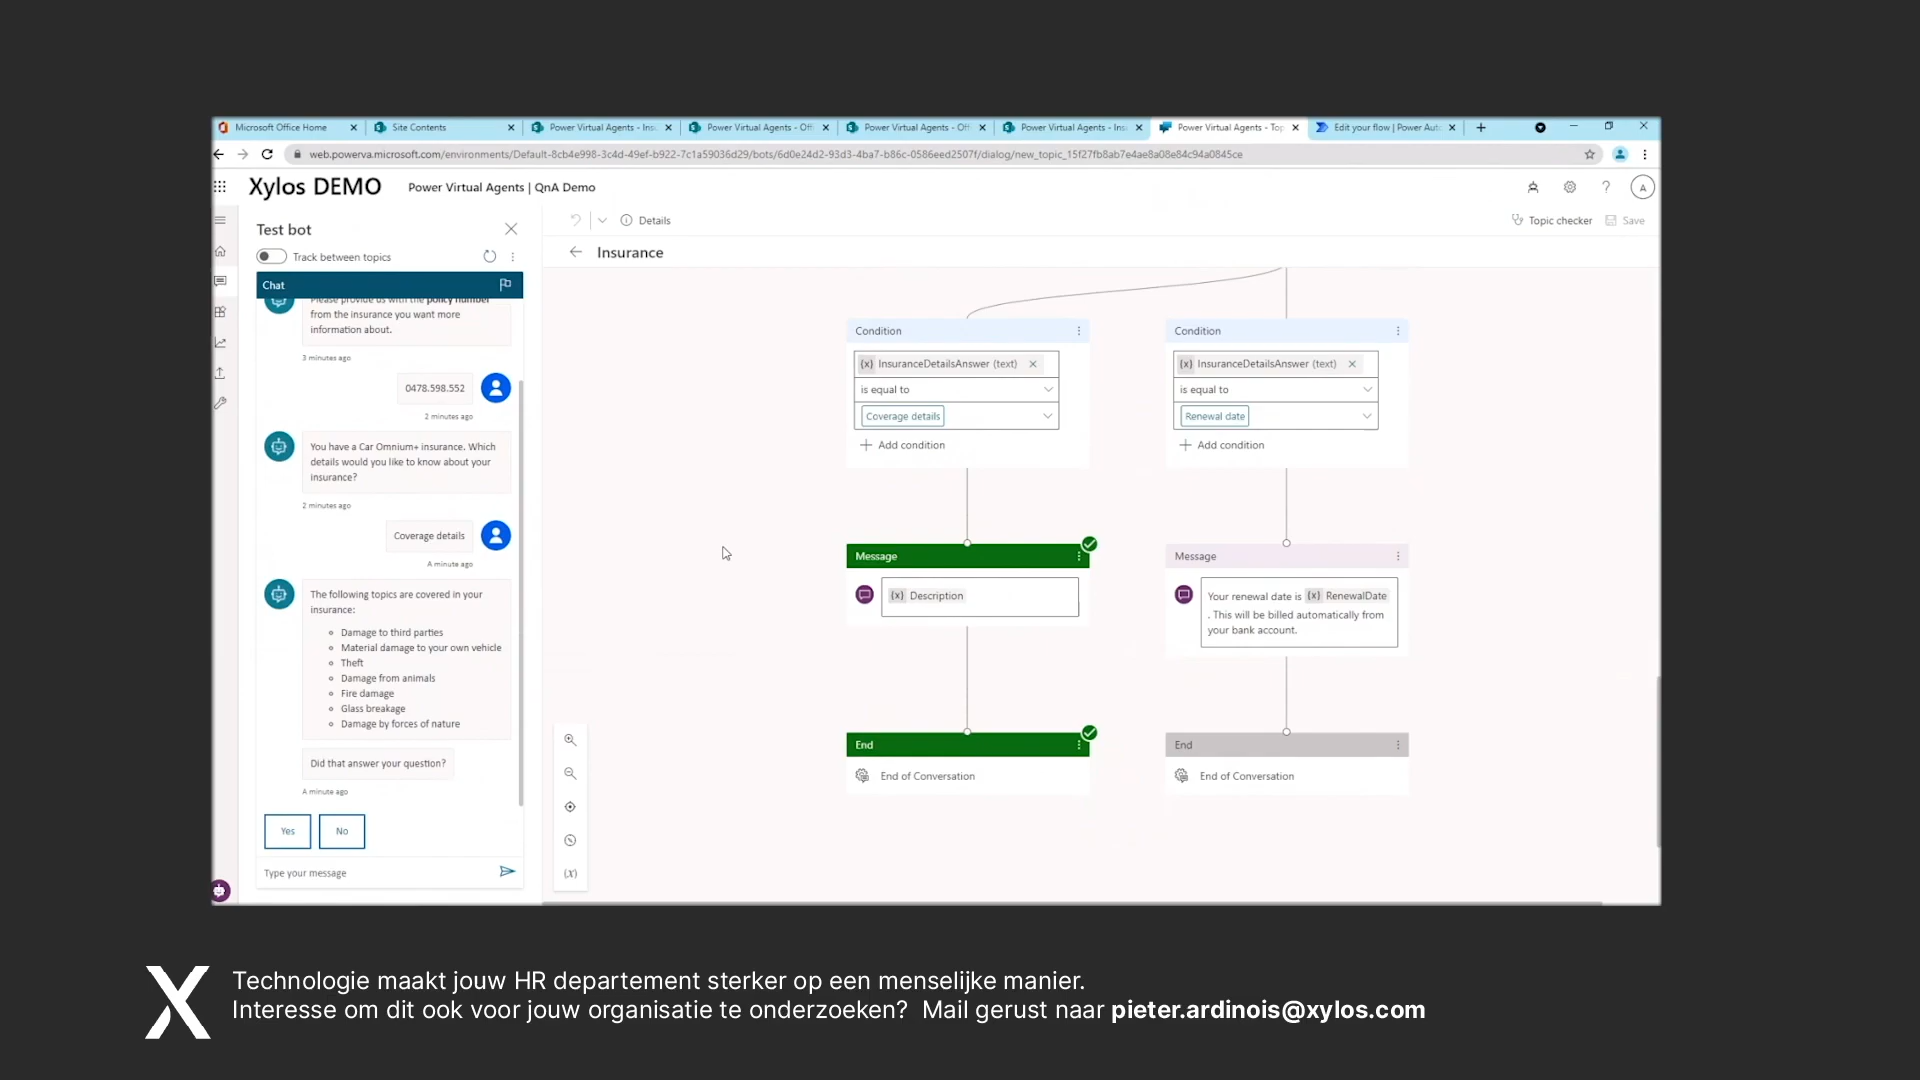 Microsoft Office Home
Site Contents
Power Virtual Agents - Ins
Power Virtual Agents - Off
Power Virtual Agents - Off
Power Virtual Agents - Ins
Power Virtual Agents - Top
Edit your flow | Power Aut
web.powerva.microsoft.com/environments/Default-8cb4e998-3c4d-49ef-b922-7c1a59036d29/bots/6d0e24d2-93d3-4ba7-b86c-0586eed2507f/dialog/new_topic_15f27fb8ab7e4ae8a08e84c94a0845ce
Xylos DEMO
Power Virtual Agents | QnA Demo
A
Test bot
Track between topics
Chat
Please provide us with the policy number
from the insurance you want more
information about.
3 minutes ago
0478.598.552
2 minutes ago
You have a Car Omnium+ insurance. Which
details would you like to know about your
insurance?
2 minutes ago
Coverage details
A minute ago
The following topics are covered in your
insurance:
Damage to third parties
Material damage to your own vehicle
Theft
Damage from animals
Fire damage
Glass breakage
Damage by forces of nature
Did that answer your question?
A minute ago
Yes
No
Type your message
Details
Topic checker
Save
Insurance
Condition
(x) InsuranceDetailsAnswer (text)
is equal to
Coverage details
Add condition
Message
(x) Description
End
End of Conversation
Condition
(x) InsuranceDetailsAnswer (text)
is equal to
Renewal date
Add condition
Message
Your renewal date is (x) RenewalDate
. This will be billed automatically from
your bank account.
End
End of Conversation
(x)
X
Technologie maakt jouw HR departement sterker op een menselijke manier.
Interesse om dit ook voor jouw organisatie te onderzoeken? Mail gerust naar pieter.ardinois@xylos.com